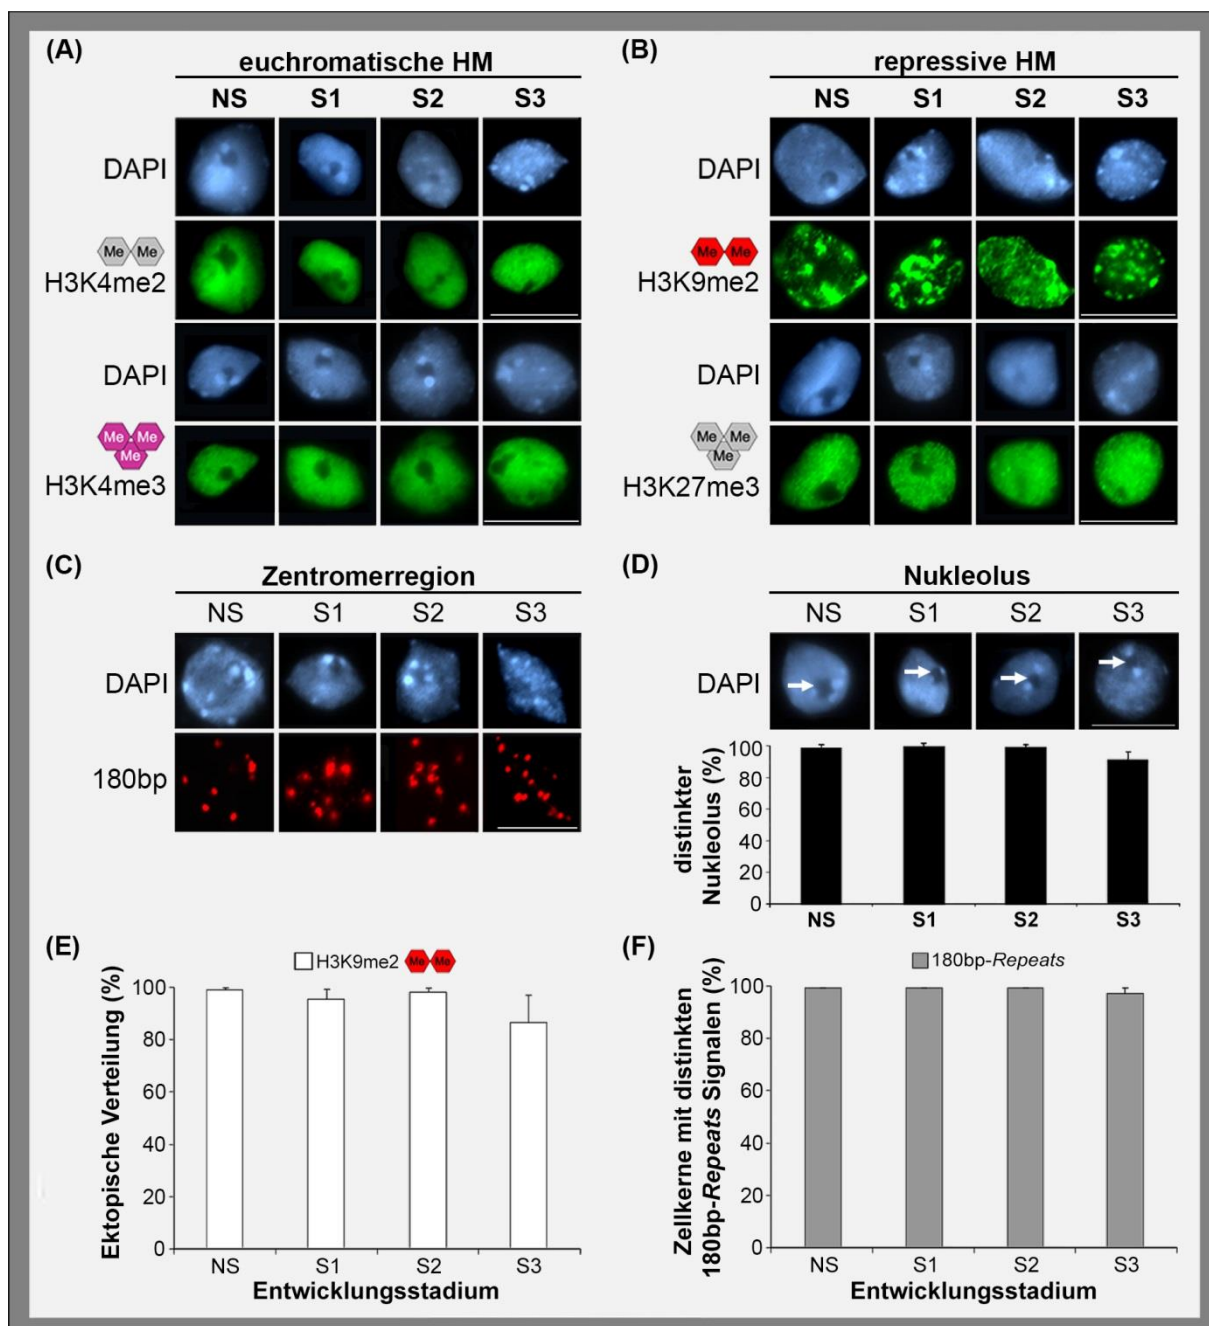 (A)
euchromatische HM
NS S1 S2 S3
DAPI
Me Me
H3K4me2
DAPI
Me Me
Me
H3K4me3
(B)
repressive HM
NS S1 S2 S3
DAPI
Me Me
H3K9me2
DAPI
Me Me
Me
H3K27me3
(C)
Zentromerregion
NS S1 S2 S3
DAPI
180bp
(D)
Nukleolus
NS S1 S2 S3
DAPI
distinkter
Nukleolus (%)
100
80
60
40
20
0
NS S1 S2 S3
(E)
H3K9me2 Me Me
Ektopische Verteilung (%)
100
80
60
40
20
0
NS S1 S2 S3
Entwicklungsstadium
(F)
180bp-Repeats
Zellkerne mit distinkten
180bp-Repeats Signalen (%)
100
80
60
40
20
0
NS S1 S2 S3
Entwicklungsstadium